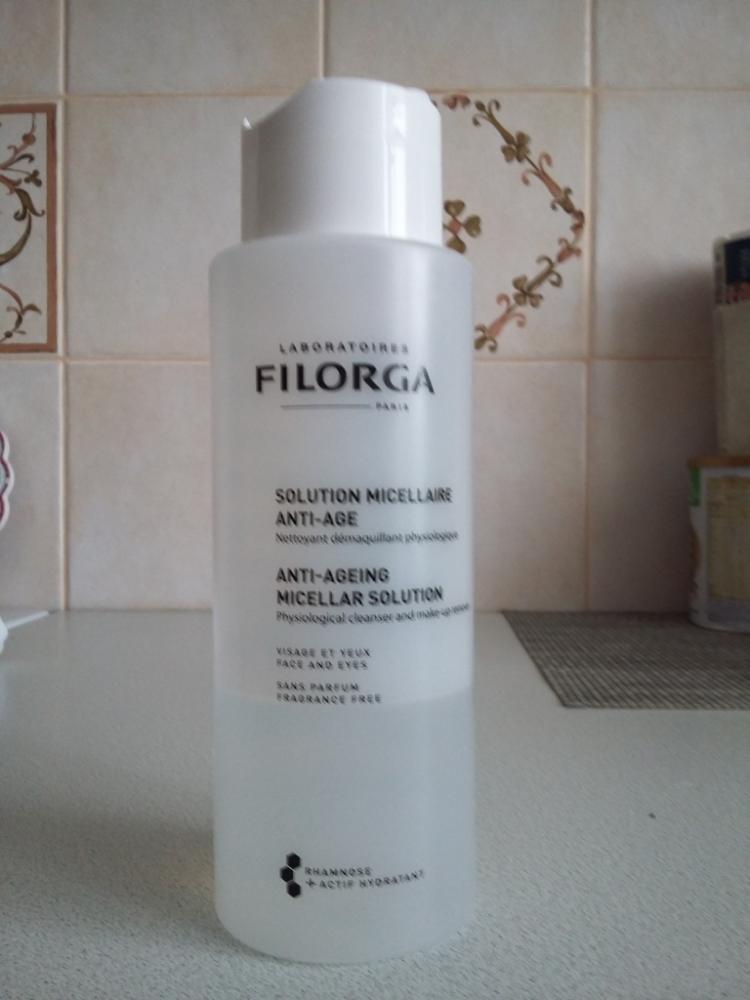 LABORATOIRES
FILORGA
PARIS
SOLUTION MICELLAIRE
ANTI-AGE
Nettoyant démaquillant physiologique
ANTI-AGEING
MICELLAR SOLUTION
Physiological cleanser and make-up remover
VISAGE ET YEUX
FACE AND EYES
SANS PARFUM
FRAGRANCE FREE
RHAMNOSE
+ ACTIF HYDRATANT